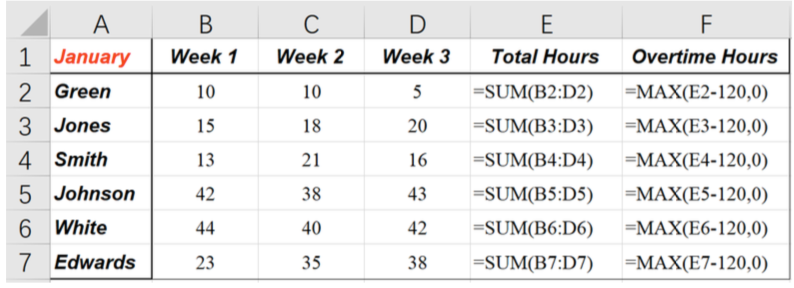 A B C D E F
1 January Week 1 Week 2 Week 3 Total Hours Overtime Hours
2 Green 10 10 5 =SUM(B2:D2) =MAX(E2-120,0)
3 Jones 15 18 20 =SUM(B3:D3) =MAX(E3-120,0)
4 Smith 13 21 16 =SUM(B4:D4) =MAX(E4-120,0)
5 Johnson 42 38 43 =SUM(B5:D5) =MAX(E5-120,0)
6 White 44 40 42 =SUM(B6:D6) =MAX(E6-120,0)
7 Edwards 23 35 38 =SUM(B7:D7) =MAX(E7-120,0)